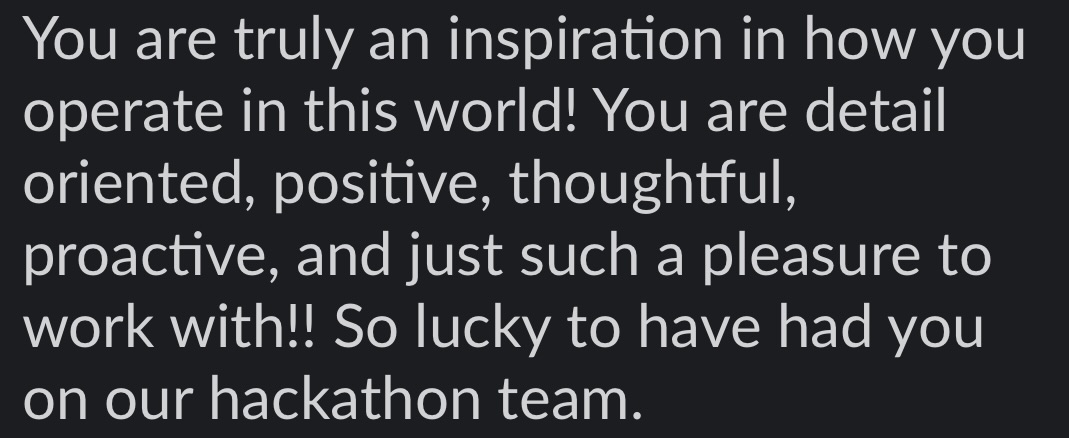 You are truly an inspiration in how you
operate in this world! You are detail
oriented, positive, thoughtful,
proactive, and just such a pleasure to
work with!! So lucky to have had you
on our hackathon team.